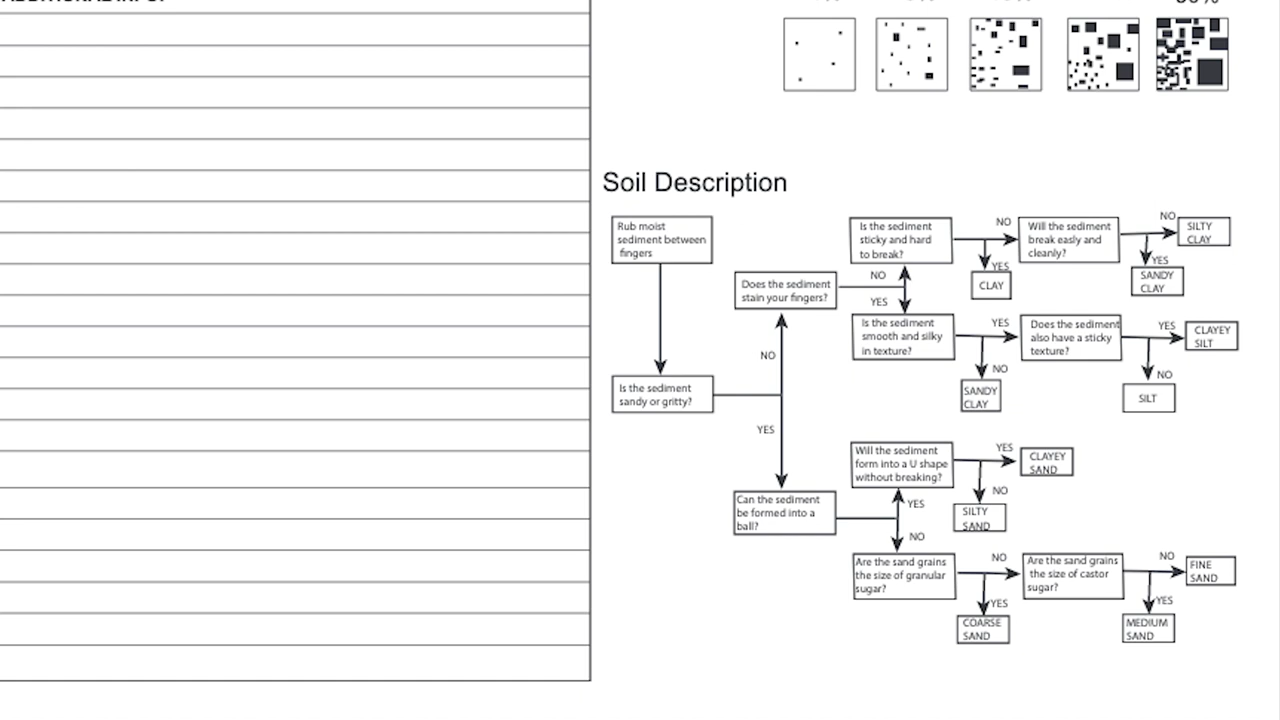 Soil Description
Rub moist
sediment between
fingers
Is the sediment
sandy or gritty?
NO
YES
Does the sediment
stain your fingers?
NO
YES
Is the sediment
sticky and hard
to break?
NO
YES
CLAY
Will the sediment
break easly and
cleanly?
NO
SILTY
CLAY
YES
SANDY
CLAY
Is the sediment
smooth and silky
in texture?
YES
NO
SANDY
CLAY
Does the sediment
also have a sticky
texture?
YES
CLAYEY
SILT
NO
SILT
Can the sediment
be formed into a
ball?
YES
NO
Will the sediment
form into a U shape
without breaking?
YES
CLAYEY
SAND
NO
SILTY
SAND
Are the sand grains
the size of granular
sugar?
NO
YES
COARSE
SAND
Are the sand grains
the size of castor
sugar?
NO
FINE
SAND
YES
MEDIUM
SAND